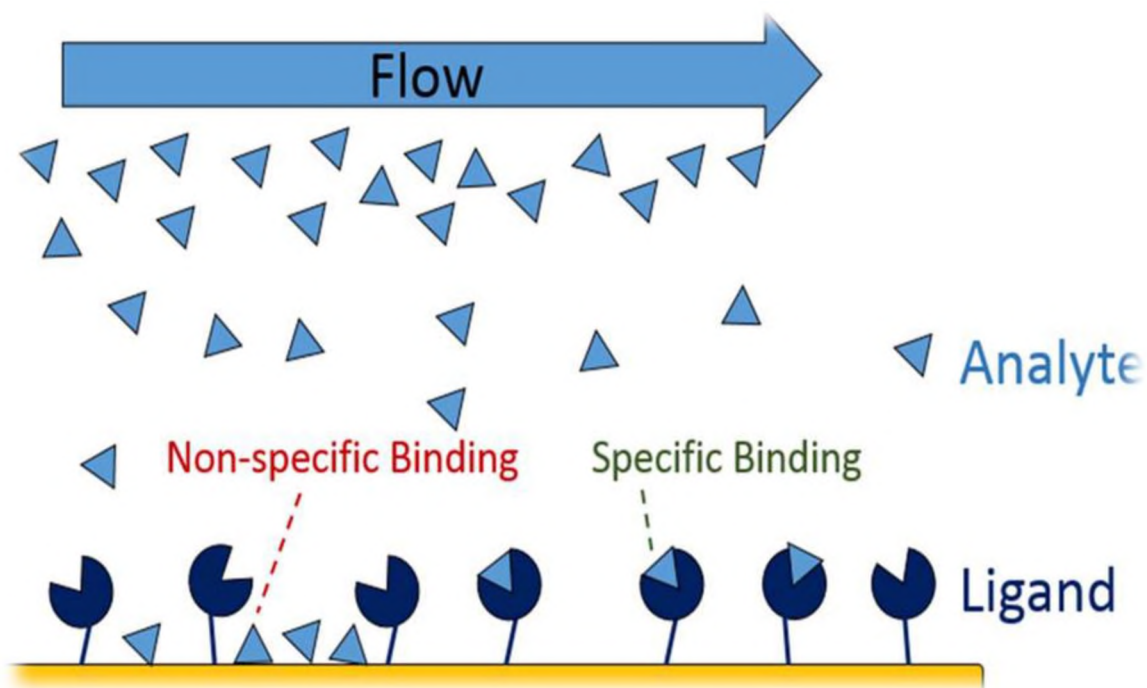 Flow
Analyte
Non-specific Binding
Specific Binding
Ligand